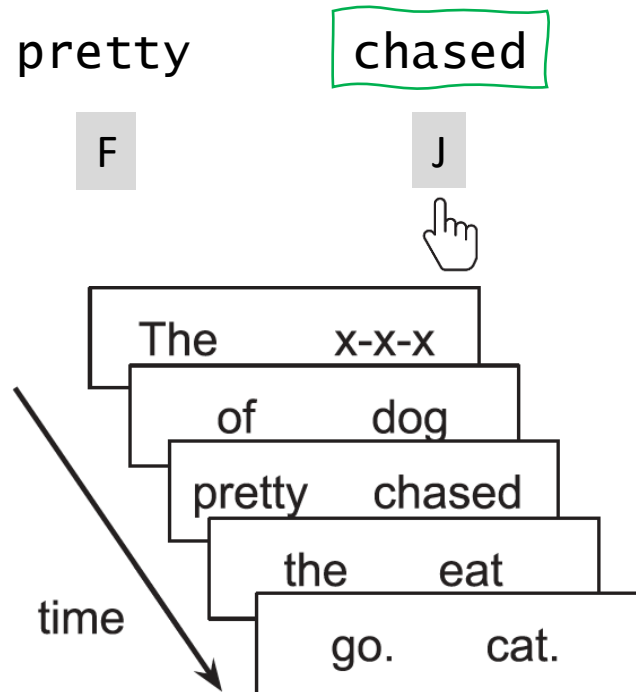 pretty chased
F J
The x-x-x
of dog
pretty chased
the eat
time
go. cat.